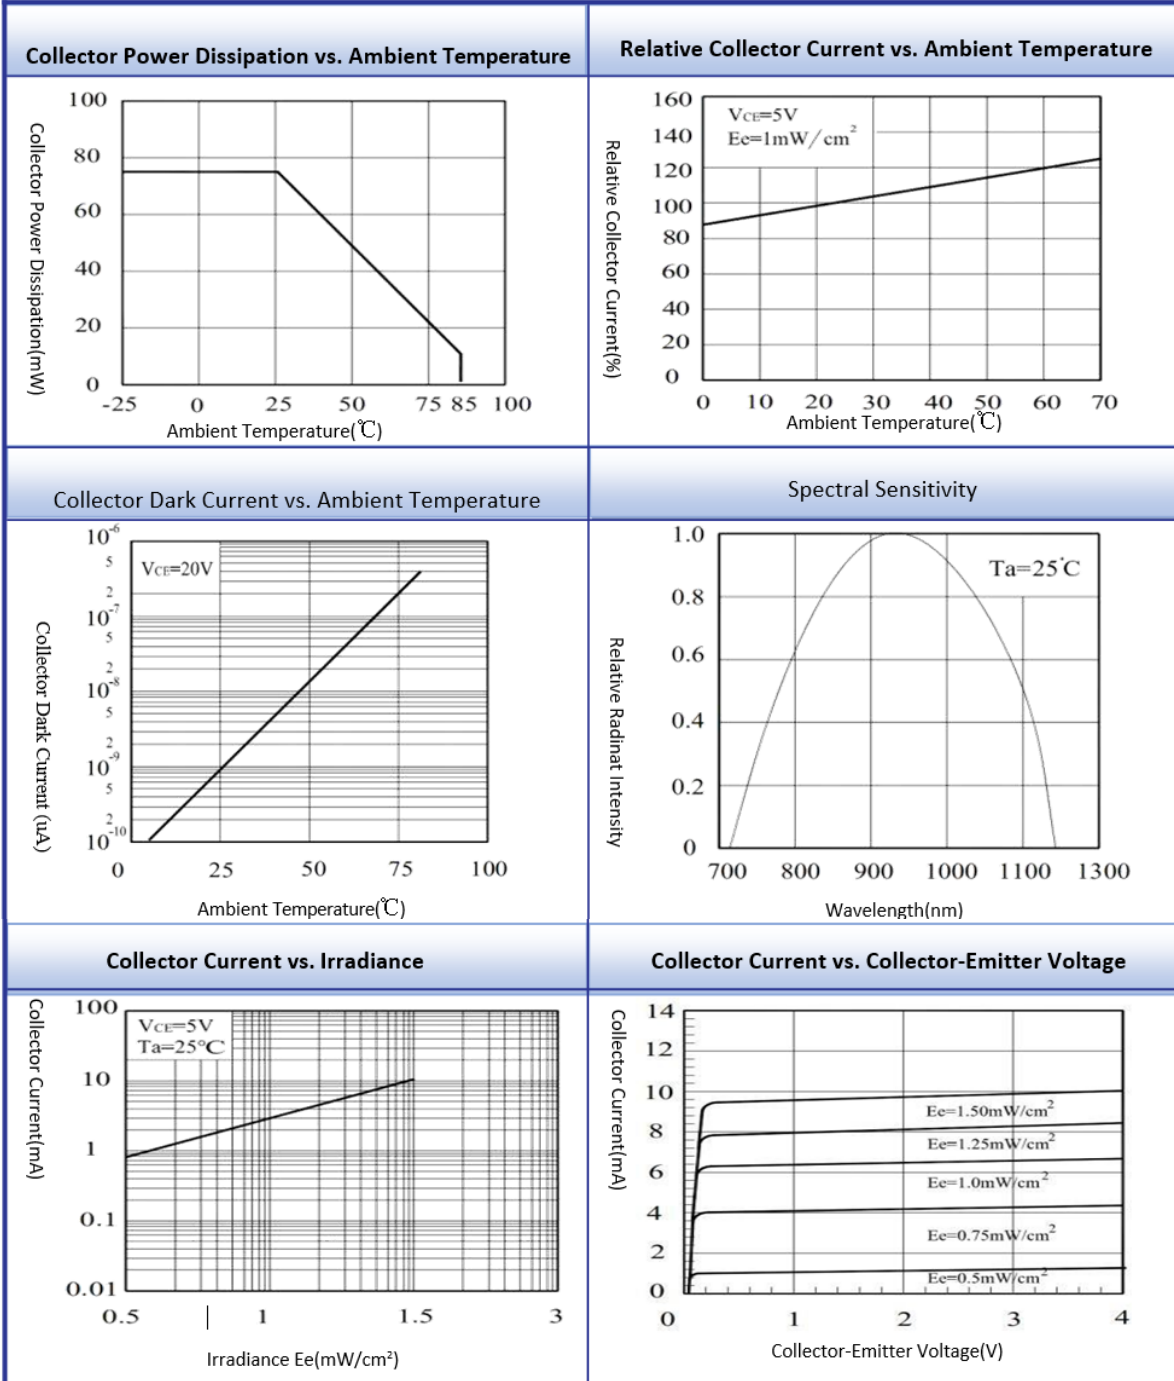 Collector Power Dissipation vs. Ambient Temperature
Collector Power Dissipation(mW)
100
80
60
40
20
0
-25 0 25 50 75 85 100
Ambient Temperature(℃)
Relative Collector Current vs. Ambient Temperature
Relative Collector Current(%)
VCE=5V
Ee=1mW/cm²
160
140
120
100
80
60
40
20
0
0 10 20 30 40 50 60 70
Ambient Temperature(℃)
Collector Dark Current vs. Ambient Temperature
Collector Dark Current (uA)
VCE=20V
10⁻⁶
5
2
10⁻⁷
5
2
10⁻⁸
5
2
10⁻⁹
5
2
10⁻¹⁰
0 25 50 75 100
Ambient Temperature(℃)
Spectral Sensitivity
Relative Radinat Intensity
Ta=25℃
1.0
0.8
0.6
0.4
0.2
0
700 800 900 1000 1100 1300
Wavelength(nm)
Collector Current vs. Irradiance
Collector Current(mA)
VCE=5V
Ta=25℃
100
10
1
0.1
0.01
0.5 1 1.5 3
Irradiance Ee(mW/cm²)
Collector Current vs. Collector-Emitter Voltage
Collector Current(mA)
14
12
10
8
6
4
2
0
Ee=1.50mW/cm²
Ee=1.25mW/cm²
Ee=1.0mW/cm²
Ee=0.75mW/cm²
Ee=0.5mW/cm²
0 1 2 3 4
Collector-Emitter Voltage(V)